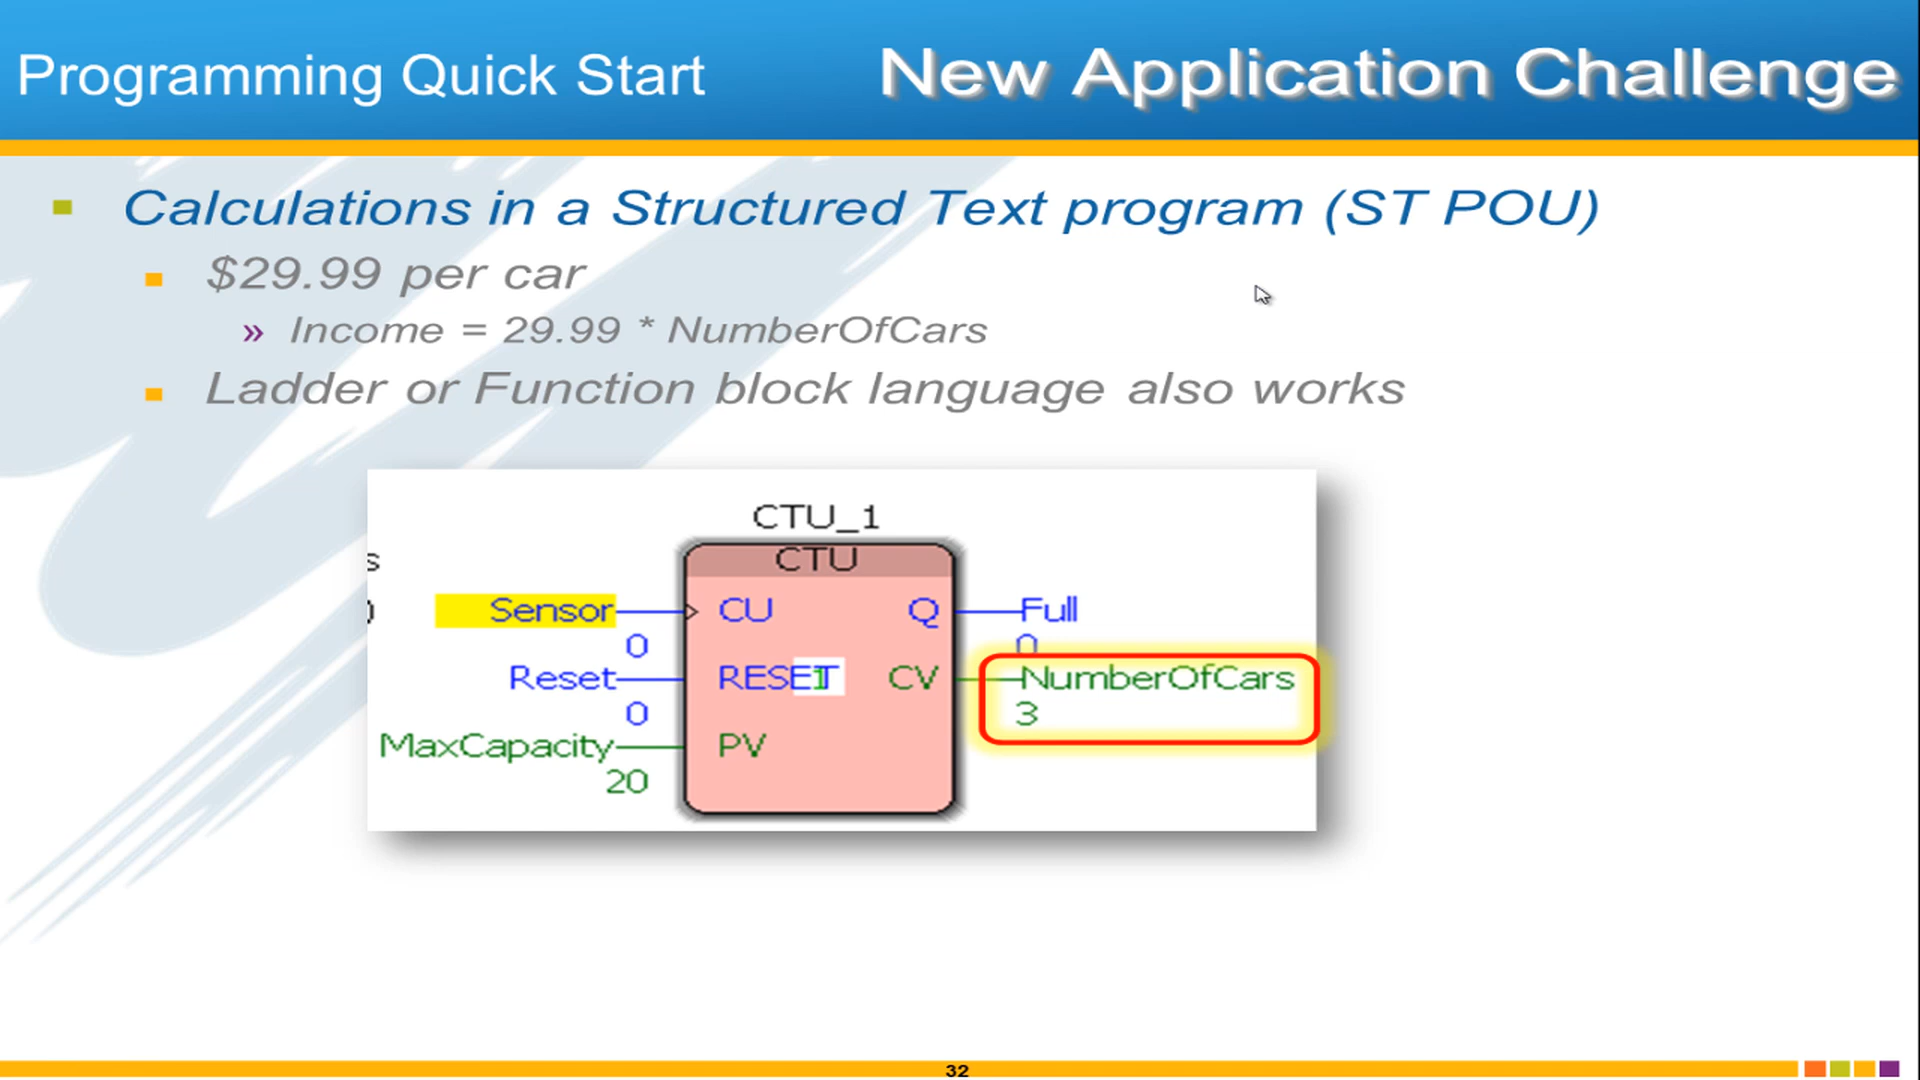 Programming Quick Start
New Application Challenge
Calculations in a Structured Text program (ST POU)
$29.99 per car
» Income = 29.99 * NumberOfCars
Ladder or Function block language also works
CTU_1
CTU
s
Sensor CU Q Full
0 0
Reset RESET CV NumberOfCars
0 3
MaxCapacity PV
20
32